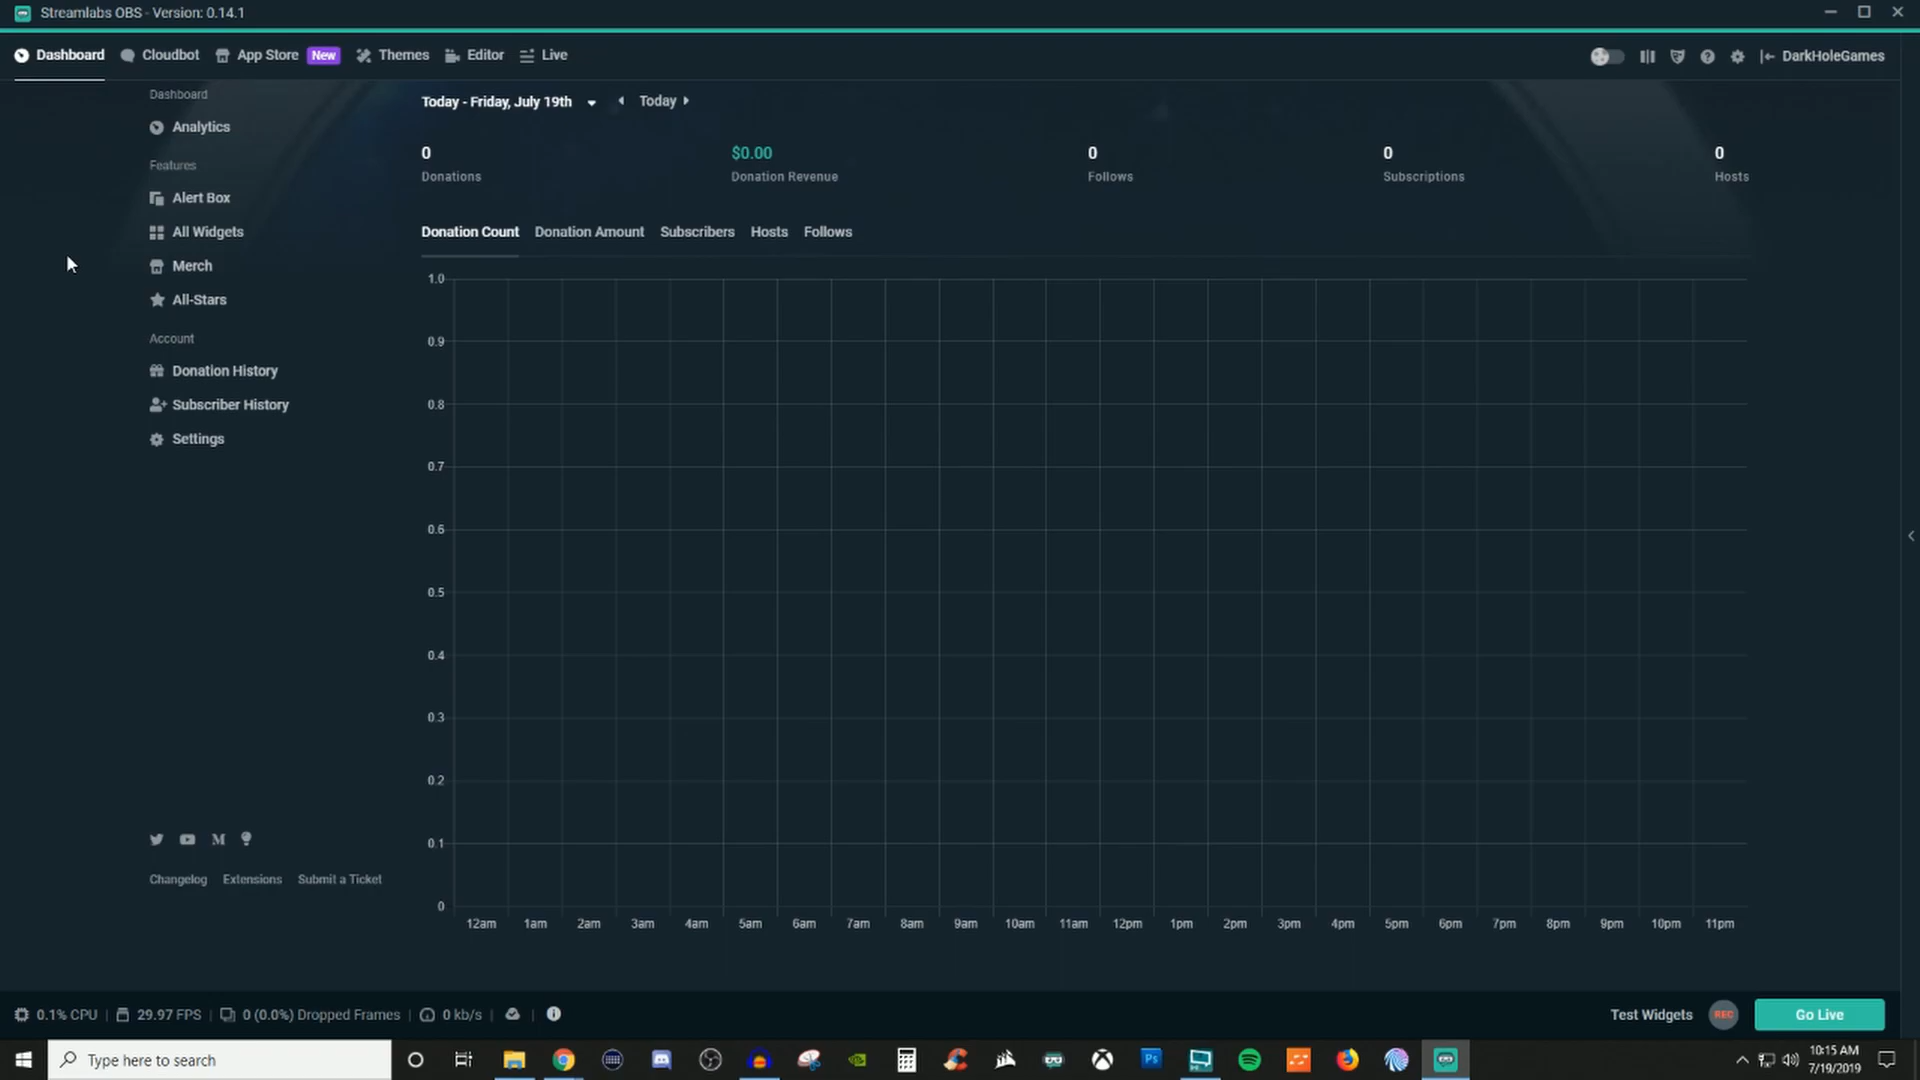 Streamlabs OBS - Version: 0.14.1
Dashboard Cloudbot App Store New Themes Editor Live DarkHoleGames
Dashboard
Analytics
Features
Alert Box
All Widgets
Merch
All-Stars
Account
Donation History
Subscriber History
Settings
Changelog Extensions Submit a Ticket
Today - Friday, July 19th Today
0 $0.00 0 0 0
Donations Donation Revenue Follows Subscriptions Hosts
Donation Count Donation Amount Subscribers Hosts Follows
1.0
0.9
0.8
0.7
0.6
0.5
0.4
0.3
0.2
0.1
0
12am 1am 2am 3am 4am 5am 6am 7am 8am 9am 10am 11am 12pm 1pm 2pm 3pm 4pm 5pm 6pm 7pm 8pm 9pm 10pm 11pm
0.1% CPU 29.97 FPS 0 (0.0%) Dropped Frames 0 kb/s Test Widgets REC Go Live
Type here to search Ps 10:15 AM
7/19/2019